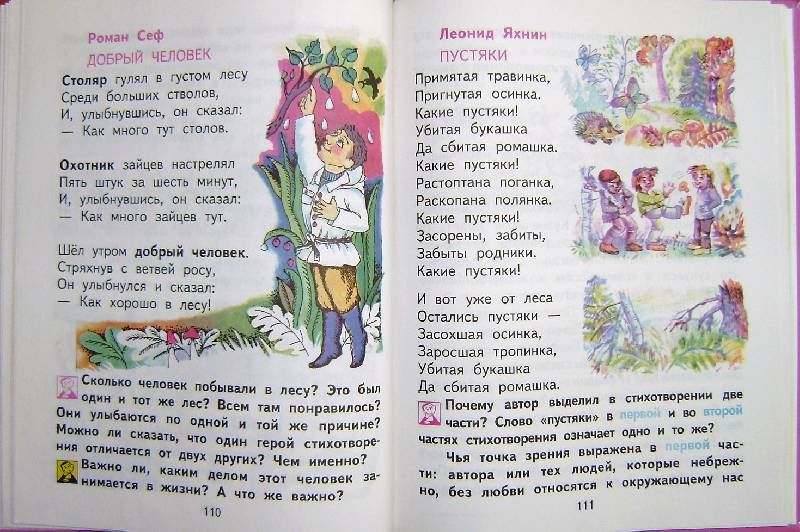 Роман Сеф
ДОБРЫЙ ЧЕЛОВЕК
Столяр гулял в густом лесу
Среди больших стволов,
И, улыбнувшись, он сказал:
— Как много тут столов.
Охотник зайцев настрелял
Пять штук за шесть минут,
И, улыбнувшись, он сказал:
— Как много зайцев тут.
Шёл утром добрый человек.
Стряхнув с ветвей росу,
Он улыбнулся и сказал:
— Как хорошо в лесу!
Сколько человек побывали в лесу? Это был
один и тот же лес? Всем там понравилось?
Они улыбаются по одной и той же причине?
Можно ли сказать, что один герой стихотворе-
ния отличается от двух других? Чем именно?
Важно ли, каким делом этот человек за-
нимается в жизни? А что же важно?
110
Леонид Яхнин
ПУСТЯКИ
Примятая травинка,
Пригнутая осинка.
Какие пустяки!
Убитая букашка
Да сбитая ромашка.
Какие пустяки!
Растоптана поганка,
Раскопана полянка.
Какие пустяки!
Засорены, забиты,
Забыты родники.
Какие пустяки!
И вот уже от леса
Остались пустяки —
Засохшая осинка,
Заросшая тропинка,
Убитая букашка
Да сбитая ромашка.
Почему автор выделил в стихотворении две
части? Слово «пустяки» в первой и во второй
частях стихотворения означает одно и то же?
Чья точка зрения выражена в первой час-
ти: автора или тех людей, которые небреж-
но, без любви относятся к окружающему нас
111